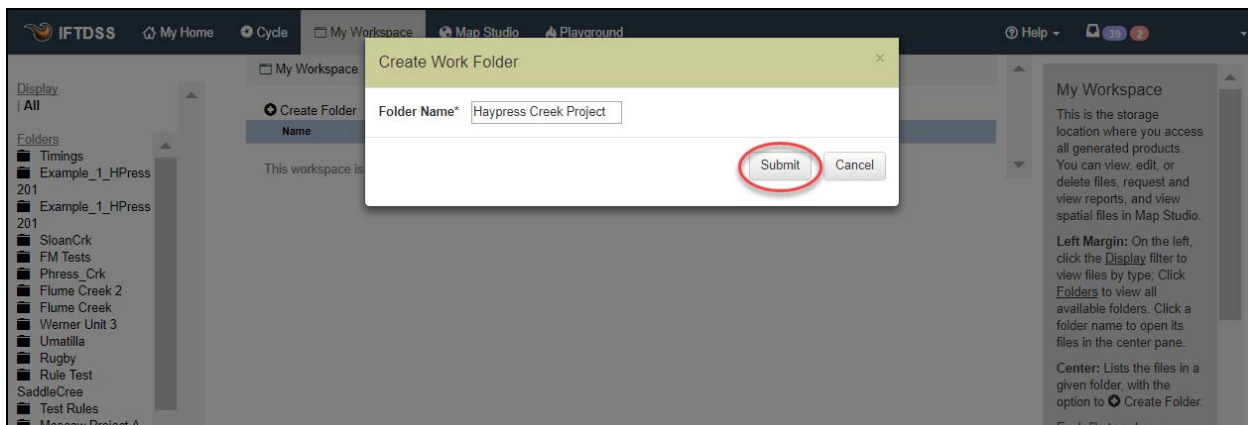 IFTDSS My Home Cycle My Workspace Map Studio Playground Help 39 2
Display
| All
Folders
Timings
Example_1_HPress
201
Example_1_HPress
201
SloanCrk
FM Tests
Phress_Crk
Flume Creek 2
Flume Creek
Werner Unit 3
Umatilla
Rugby
Rule Test
SaddleCree
Test Rules
Moscow Project A
My Workspace
Create Folder
Name
This workspace is
Create Work Folder ×
Folder Name* Haypress Creek Project
Submit Cancel
My Workspace
This is the storage
location where you access
all generated products.
You can view, edit, or
delete files, request and
view reports, and view
spatial files in Map Studio.
Left Margin: On the left,
click the Display filter to
view files by type; Click
Folders to view all
available folders. Click a
folder name to open its
files in the center pane.
Center: Lists the files in a
given folder, with the
option to Create Folder.